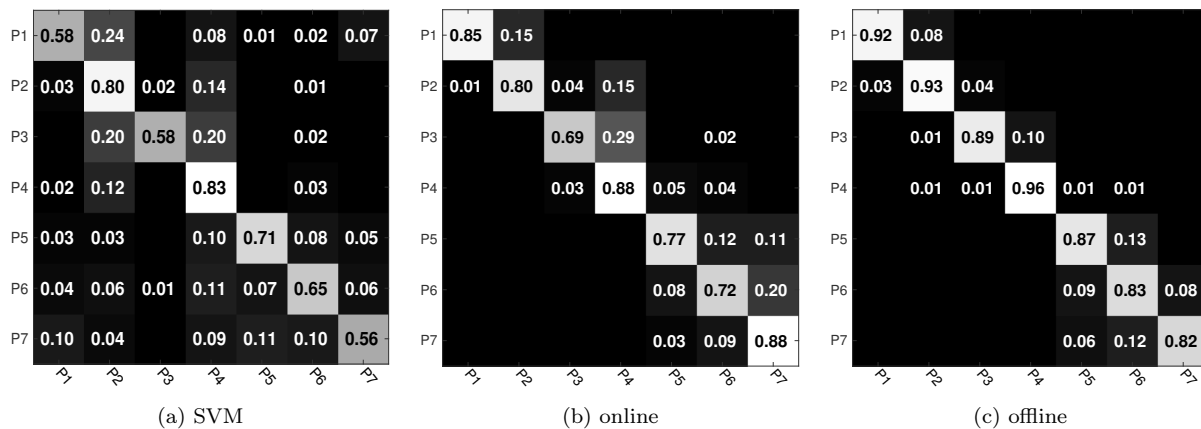 P1 0.58 0.24 0.08 0.01 0.02 0.07
P2 0.03 0.80 0.02 0.14 0.01
P3 0.20 0.58 0.20 0.02
P4 0.02 0.12 0.83 0.03
P5 0.03 0.03 0.10 0.71 0.08 0.05
P6 0.04 0.06 0.01 0.11 0.07 0.65 0.06
P7 0.10 0.04 0.09 0.11 0.10 0.56
P1 P2 P3 P4 P5 P6 P7
(a) SVM
P1 0.85 0.15
P2 0.01 0.80 0.04 0.15
P3 0.69 0.29 0.02
P4 0.03 0.88 0.05 0.04
P5 0.77 0.12 0.11
P6 0.08 0.72 0.20
P7 0.03 0.09 0.88
P1 P2 P3 P4 P5 P6 P7
(b) online
P1 0.92 0.08
P2 0.03 0.93 0.04
P3 0.01 0.89 0.10
P4 0.01 0.01 0.96 0.01 0.01
P5 0.87 0.13
P6 0.09 0.83 0.08
P7 0.06 0.12 0.82
P1 P2 P3 P4 P5 P6 P7
(c) offline